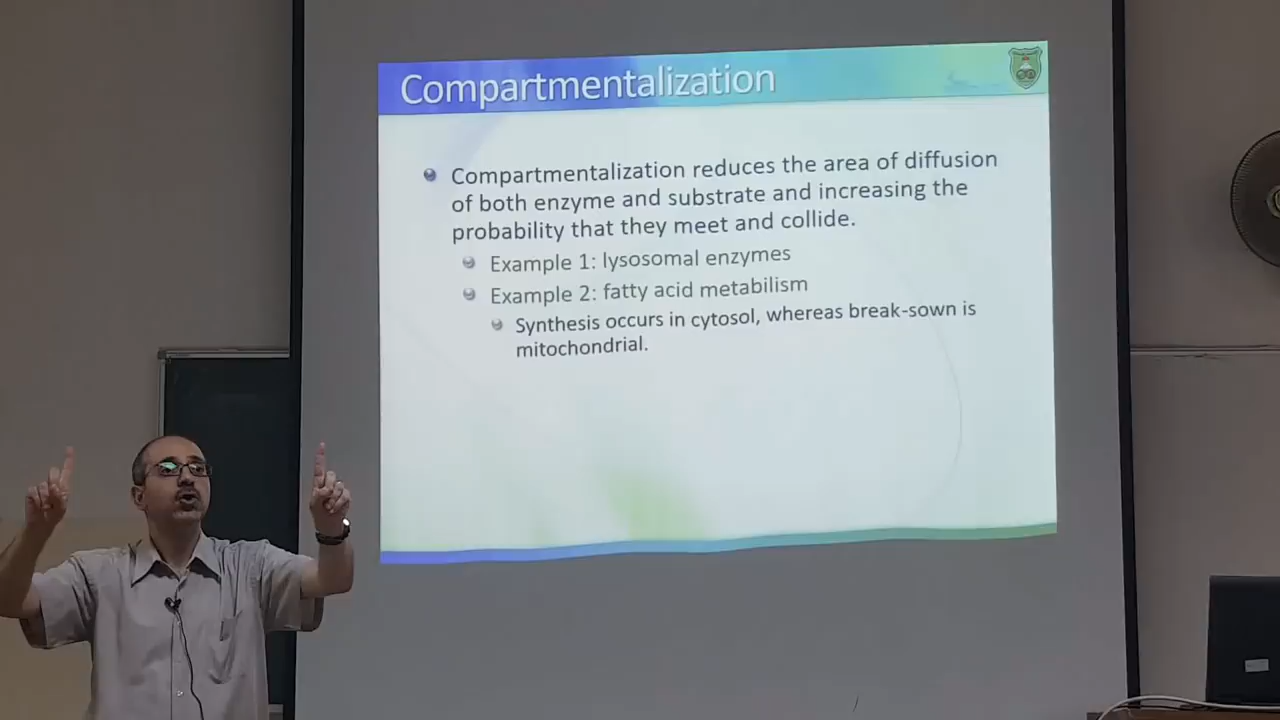 Compartmentalization
Compartmentalization reduces the area of diffusion
of both enzyme and substrate and increasing the
probability that they meet and collide.
Example 1: lysosomal enzymes
Example 2: fatty acid metabilism
Synthesis occurs in cytosol, whereas break-sown is
mitochondrial.